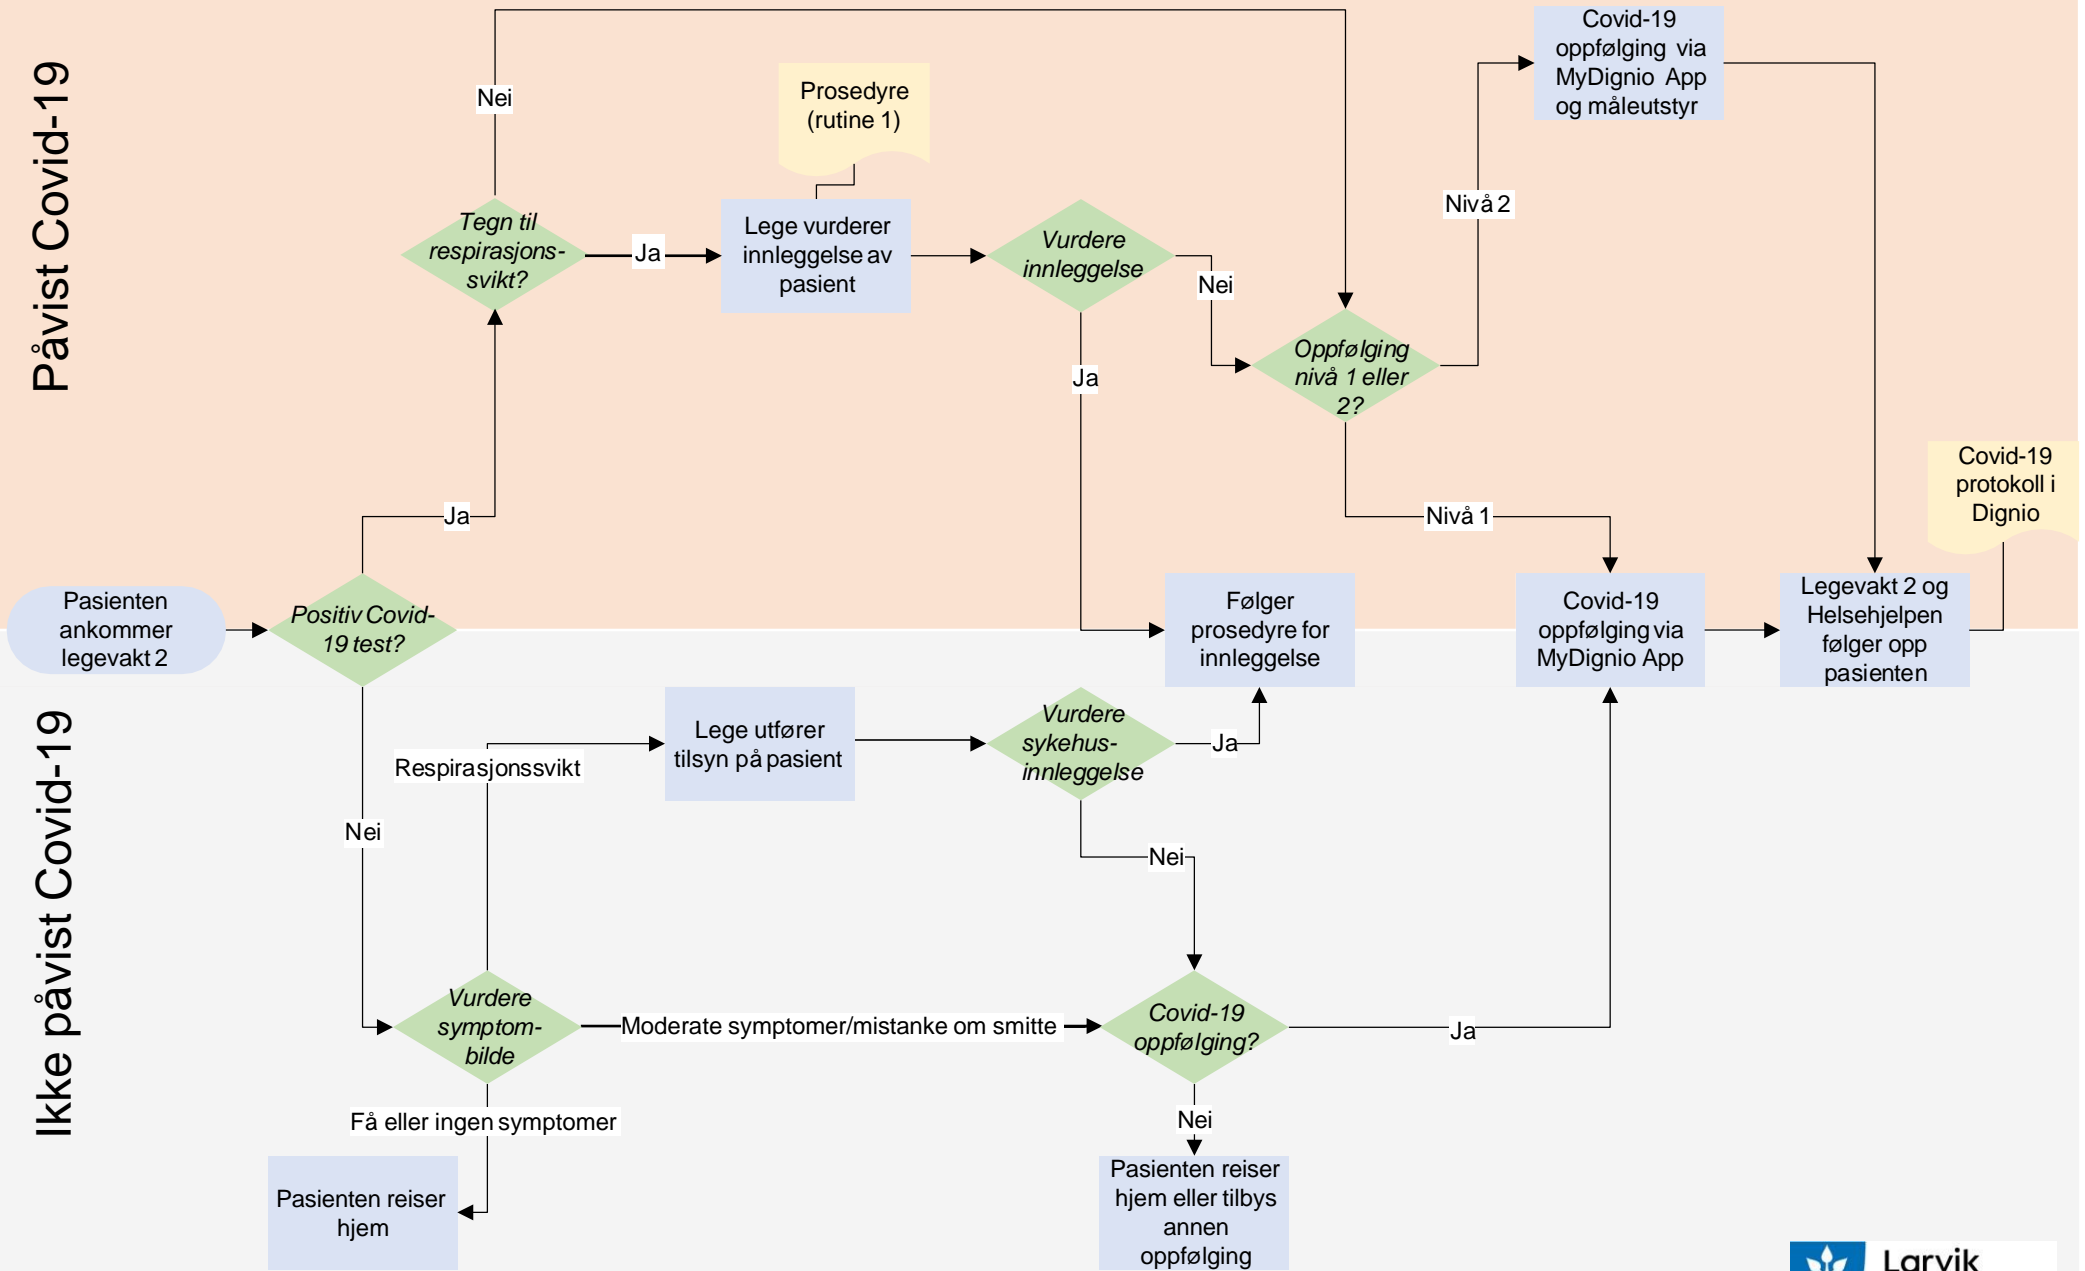 Påvist Covid-19
Covid-19
oppfølging via
MyDignio App
og måleutstyr
Nei
Prosedyre
(rutine 1)
Nivå 2
Tegn til
respirasjons-
svikt?
Ja
Lege vurderer
innleggelse av
pasient
Vurdere
innleggelse
Nei
Oppfølging
nivå 1 eller
2?
Ja
Ja
Nivå 1
Covid-19
protokoll i
Dignio
Pasienten
ankommer
legevakt 2
Positiv Covid-
19 test?
Følger
prosedyre for
innleggelse
Covid-19
oppfølging via
MyDignio App
Legevakt 2 og
Helsehjelpen
følger opp
pasienten
Ikke påvist Covid-19
Respirasjonssvikt
Lege utfører
tilsyn på pasient
Vurdere
sykehus-
innleggelse
Ja
Nei
Nei
Vurdere
symptom-
bilde
Moderate symptomer/mistanke om smitte
Covid-19
oppfølging?
Ja
Få eller ingen symptomer
Nei
Pasienten reiser
hjem
Pasienten reiser
hjem eller tilbys
annen
oppfølging
Larvik